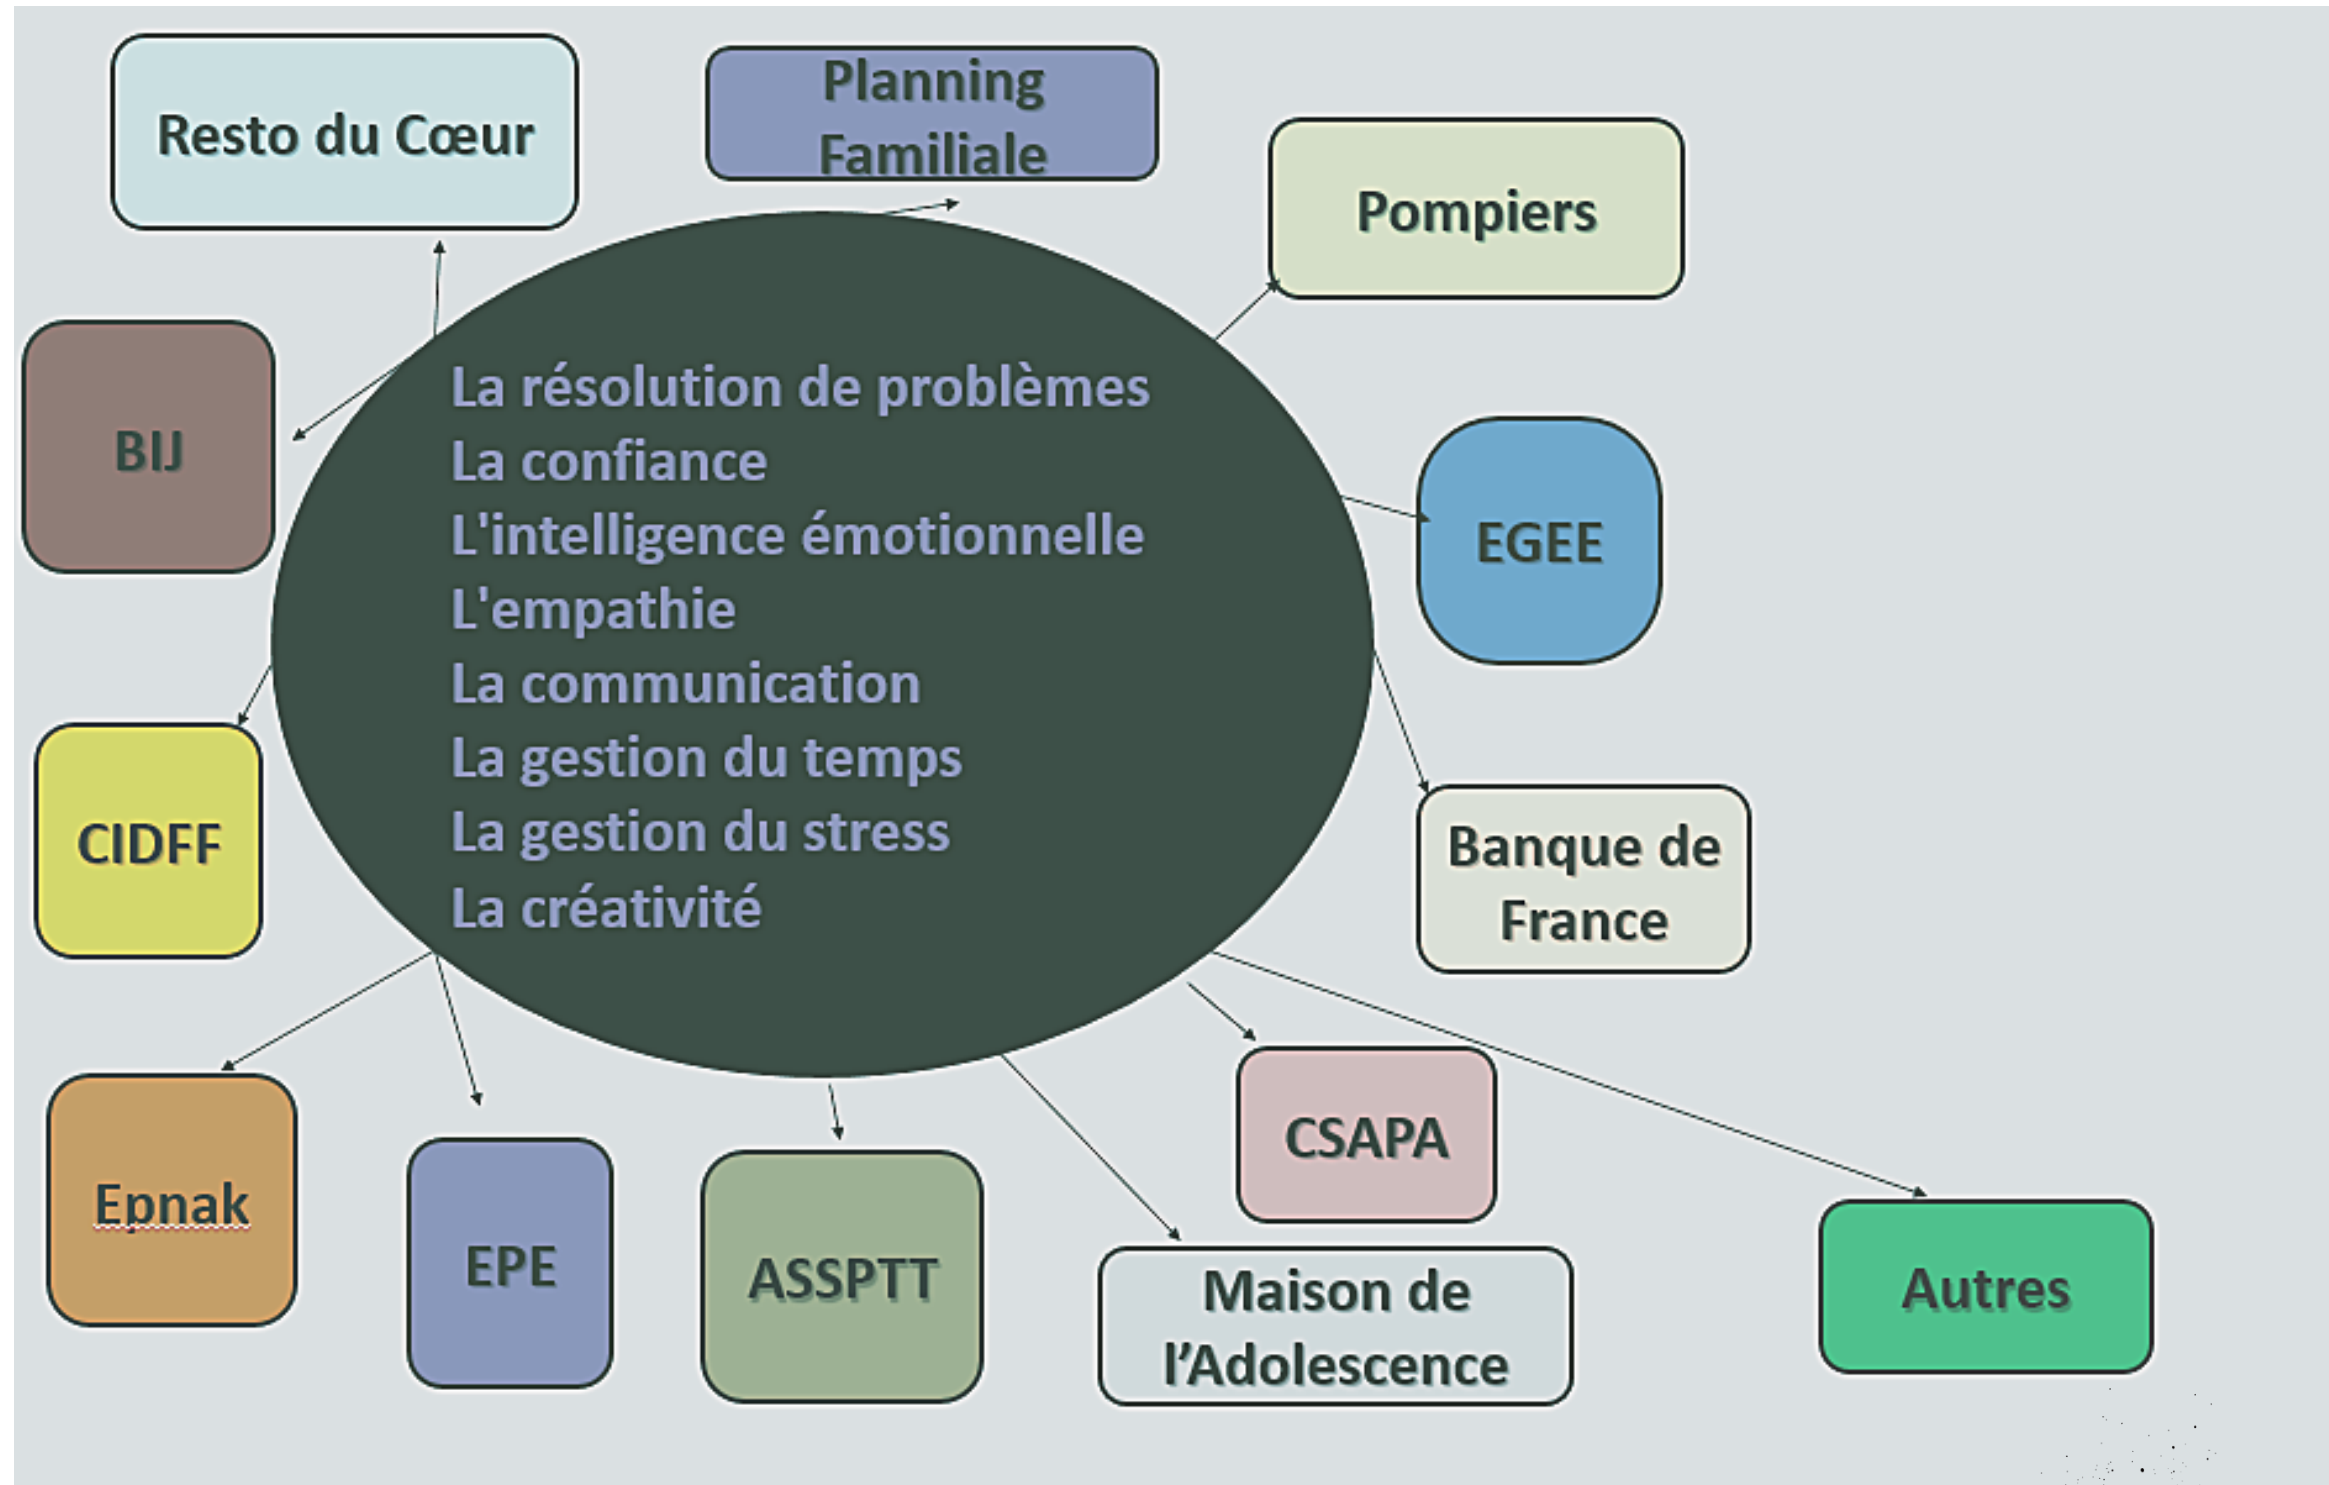 Resto du Cœur
Planning
Familiale
Pompiers
BIJ
La résolution de problèmes
La confiance
L'intelligence émotionnelle
L'empathie
La communication
La gestion du temps
La gestion du stress
La créativité
EGEE
CIDFF
Banque de
France
Epnak
EPE
ASSPTT
CSAPA
Maison de
l’Adolescence
Autres